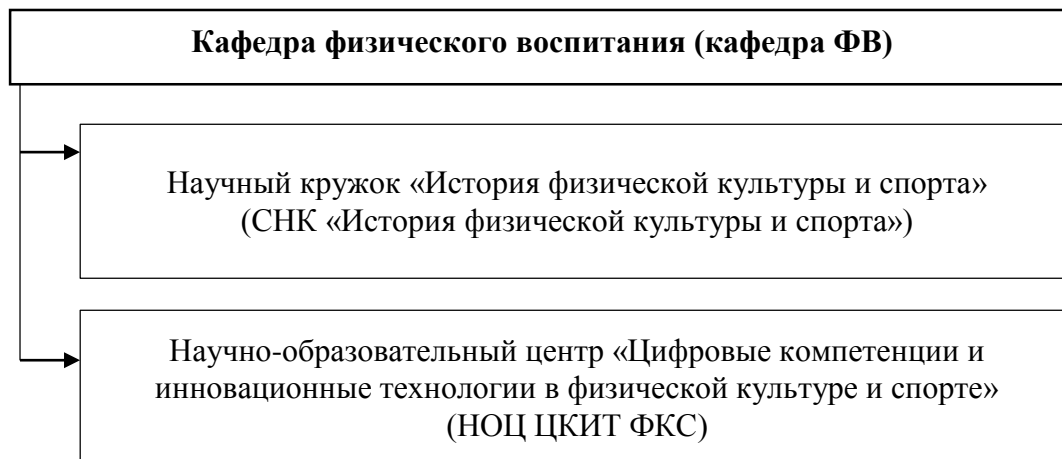 Кафедра физического воспитания (кафедра ФВ)
Научный кружок «История физической культуры и спорта»
(СНК «История физической культуры и спорта»)
Научно-образовательный центр «Цифровые компетенции и
инновационные технологии в физической культуре и спорте»
(НОЦ ЦКИТ ФКС)